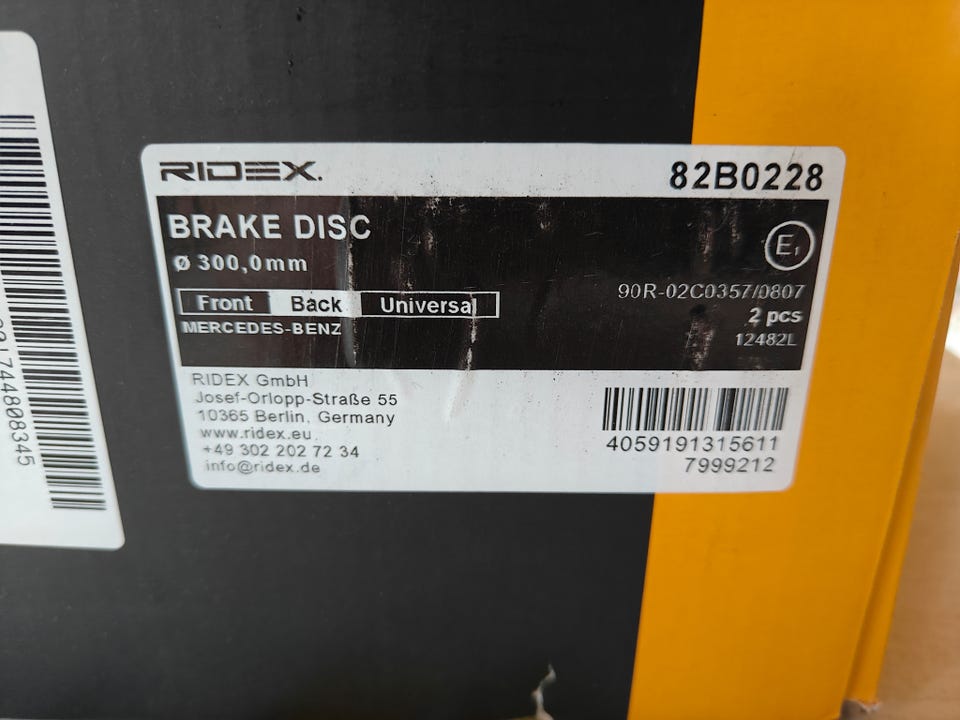 RIDEX.
82B0228
BRAKE DISC
E1
ø 300,0mm
Front Back Universal
90R-02C0357/0807
MERCEDES-BENZ
2 pcs
12482L
RIDEX GmbH
Josef-Orlopp-Straße 55
10365 Berlin, Germany
www.ridex.eu
+49 302 202 72 34
info@ridex.de
4059191315611
7999212